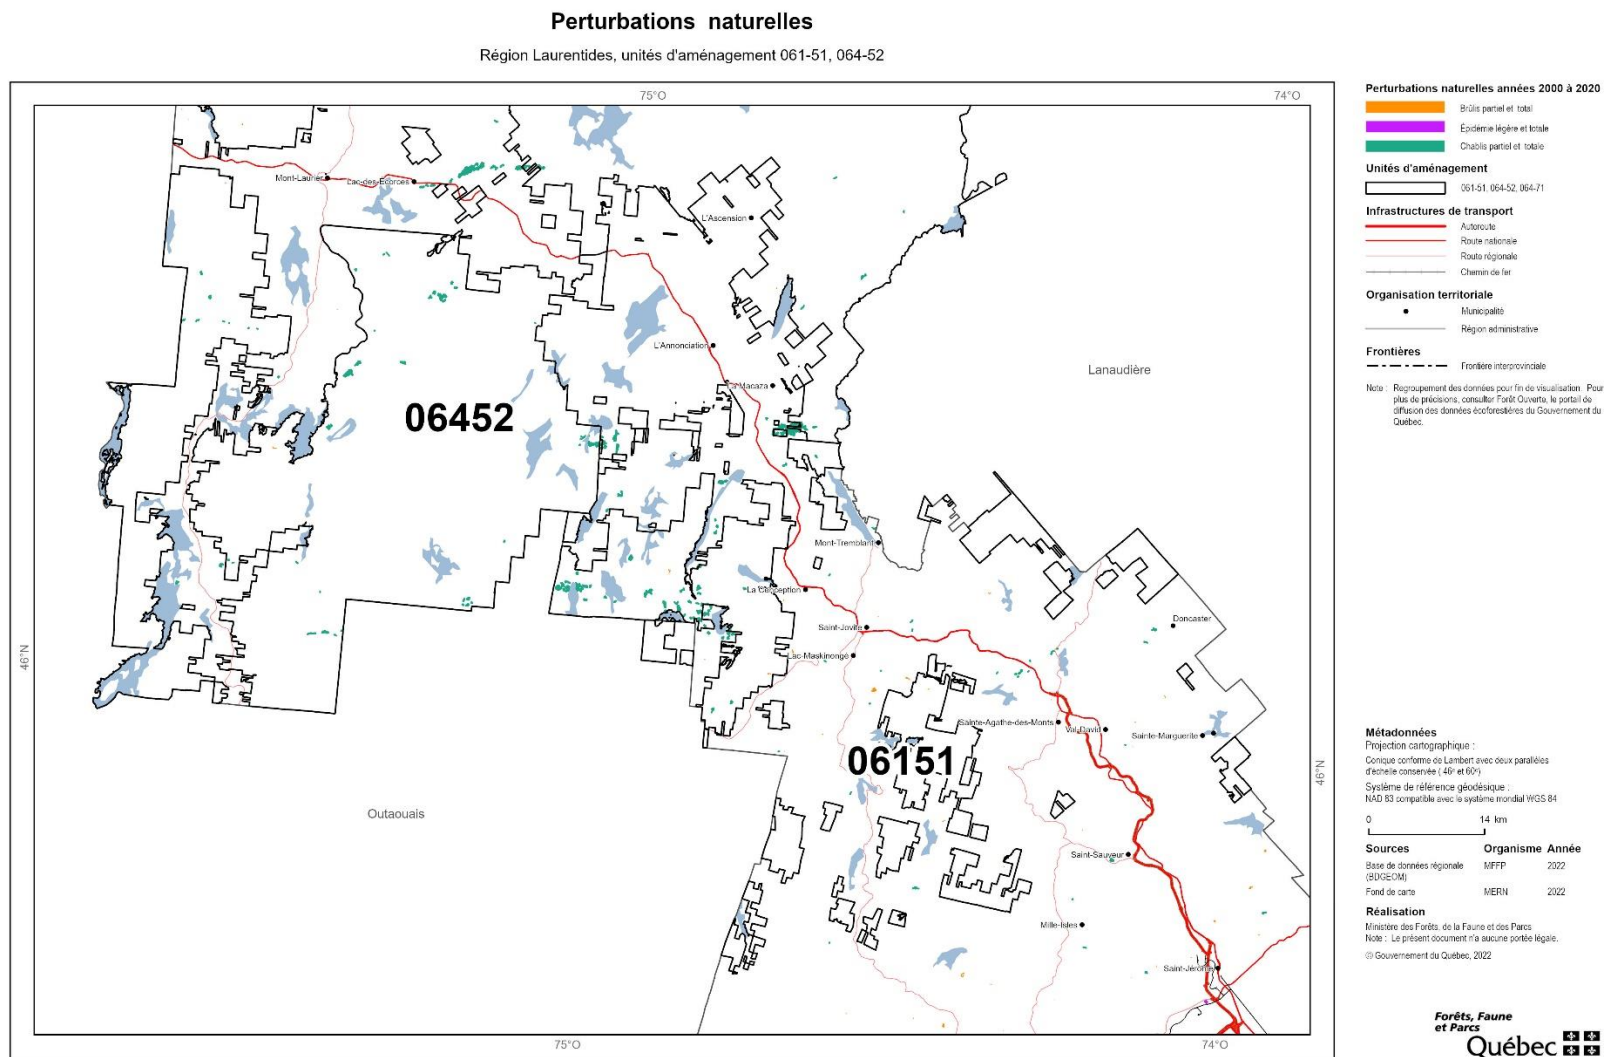 Perturbations naturelles
Région Laurentides, unités d'aménagement 061-51, 064-52
75°O
74°O
Mont-Laurier
Lac-des-Ecorces
L'Ascension
L'Annonciation
La Macaza
Lanaudière
06452
Mont-Tremblant
La Conception
Saint-Jovite
Doncaster
Lac-Maskinongé
46°N
Sainte-Agathe-des-Monts
Val-David
Sainte-Marguerite
06151
46°N
Outaouais
Saint-Sauveur
Mille-Isles
Saint-Jérôme
75°O
74°O
Perturbations naturelles années 2000 à 2020
Brûlis partiel et total
Épidémie légère et totale
Chablis partiel et totale
Unités d'aménagement
061-51, 064-52, 064-71
Infrastructures de transport
Autoroute
Route nationale
Route régionale
Chemin de fer
Organisation territoriale
Municipalité
Région administrative
Frontières
Frontière interprovinciale
Note : Regroupement des données pour fin de visualisation. Pour
plus de précisions, consulter Forêt Ouverte, le portail de
diffusion des données écoforestières du Gouvernement du
Québec.
Métadonnées
Projection cartographique :
Conique conforme de Lambert avec deux parallèles
d'échelle conservée ( 46° et 60°)
Système de référence géodésique :
NAD 83 compatible avec le système mondial WGS 84
0 14 km
Sources Organisme Année
Base de données régionale MFFP 2022
(BDGEOM)
Fond de carte MERN 2022
Réalisation
Ministère des Forêts, de la Faune et des Parcs
Note : Le présent document n'a aucune portée légale.
© Gouvernement du Québec, 2022
Forêts, Faune
et Parcs
Québec